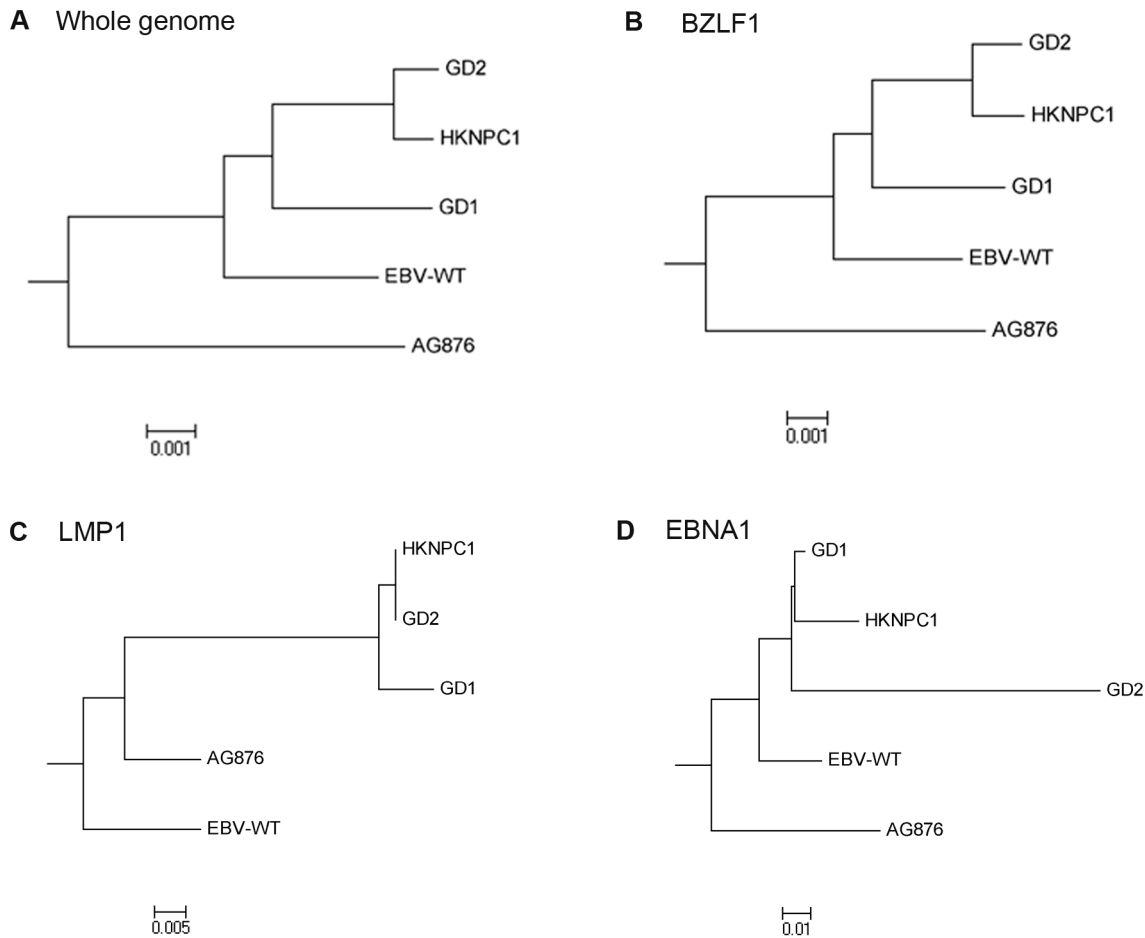 A Whole genome
GD2
HKNPC1
GD1
EBV-WT
AG876
0.001
B BZLF1
GD2
HKNPC1
GD1
EBV-WT
AG876
0.001
C LMP1
HKNPC1
GD2
GD1
AG876
EBV-WT
0.005
D EBNA1
GD1
HKNPC1
GD2
EBV-WT
AG876
0.01